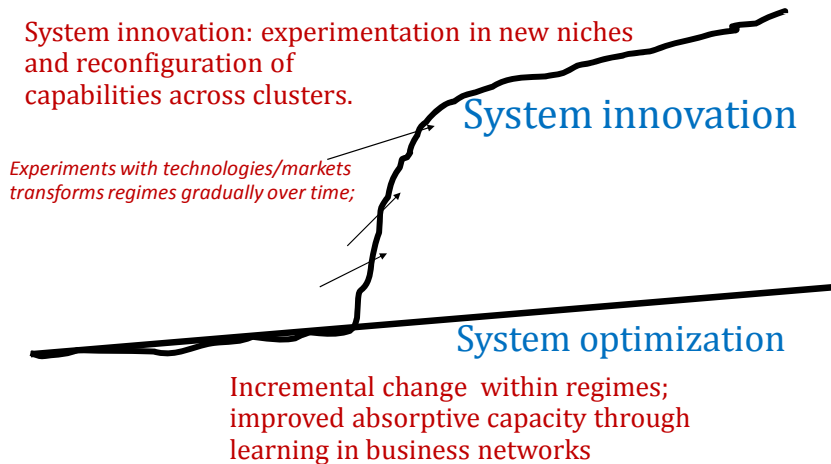 System innovation: experimentation in new niches
and reconfiguration of
capabilities across clusters.
System innovation
Experiments with technologies/markets
transforms regimes gradually over time;
System optimization
Incremental change within regimes;
improved absorptive capacity through
learning in business networks